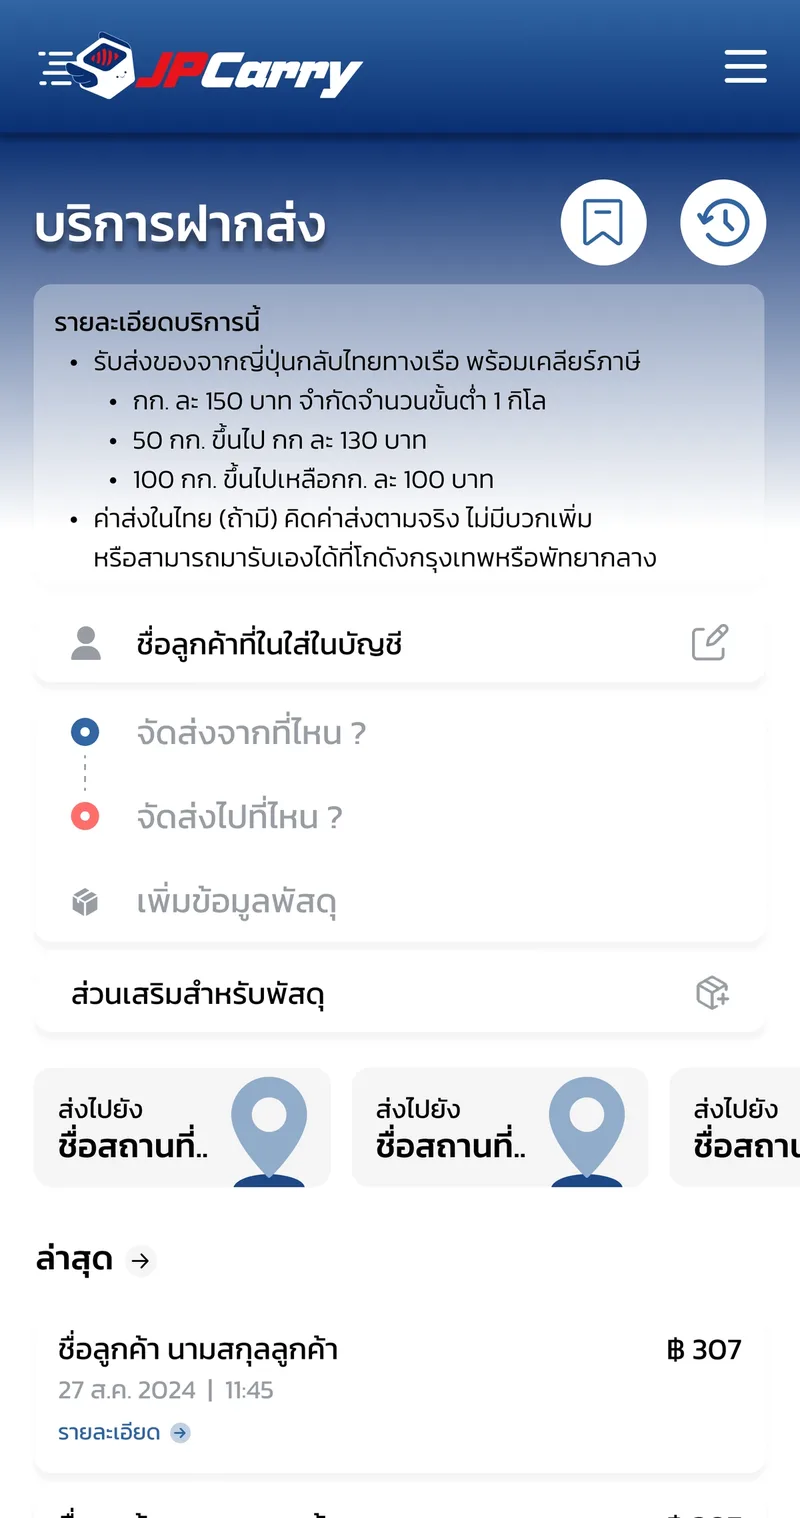 JPCarry
บริการฝากส่ง
รายละเอียดบริการนี้
• รับส่งของจากญี่ปุ่นกลับไทยทางเรือ พร้อมเคลียร์ภาษี
• กก. ละ 150 บาท จำกัดจำนวนขั้นต่ำ 1 กิโล
• 50 กก. ขึ้นไป กก ละ 130 บาท
• 100 กก. ขึ้นไปเหลือกก. ละ 100 บาท
• ค่าส่งในไทย (ถ้ามี) คิดค่าส่งตามจริง ไม่มีบวกเพิ่ม
หรือสามารถมารับเองได้ที่โกดังกรุงเทพหรือพัทยากลาง
ชื่อลูกค้าที่ในใส่ในบัญชี
จัดส่งจากที่ไหน ?
จัดส่งไปที่ไหน ?
เพิ่มข้อมูลพัสดุ
ส่วนเสริมสำหรับพัสดุ
ส่งไปยัง ส่งไปยัง ส่งไปยัง
ชื่อสถานที่.. ชื่อสถานที่.. ชื่อสถาน
ล่าสุด
ชื่อลูกค้า นามสกุลลูกค้า ฿ 307
27 ส.ค. 2024 | 11:45
รายละเอียด